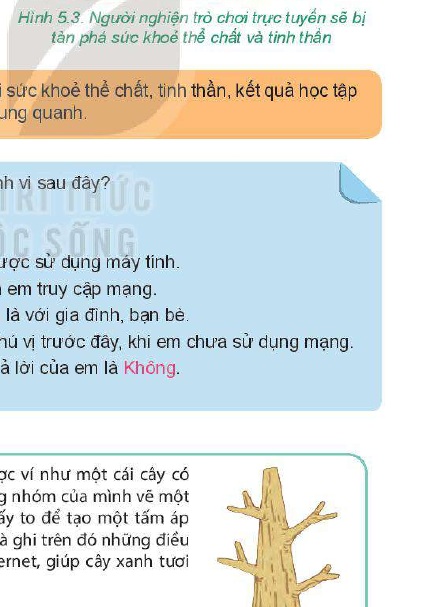 Hình 5.3. Người nghiện trò chơi trực tuyến sẽ bị
tàn phá sức khoẻ thể chất và tinh thần
i sức khoẻ thể chất, tinh thần, kết quả học tập
ung quanh.
nh vi sau đây?
TRI THỨC
ỘC SỐNG
ược sử dụng máy tính.
em truy cập mạng.
là với gia đình, bạn bè.
hú vị trước đây, khi em chưa sử dụng mạng.
ả lời của em là Không.
ợc ví như một cái cây có
g nhóm của mình vẽ một
ấy to để tạo một tấm áp
à ghi trên đó những điều
ernet, giúp cây xanh tươi